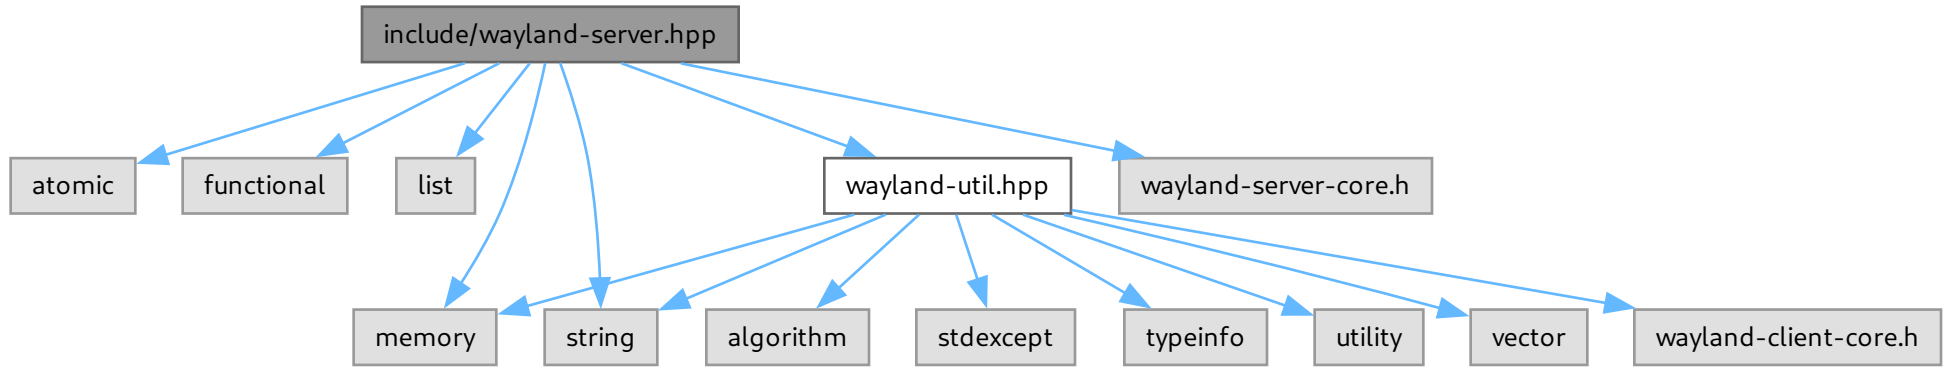 include/wayland-server.hpp
atomic
functional
list
wayland-util.hpp
wayland-server-core.h
memory
string
algorithm
stdexcept
typeinfo
utility
vector
wayland-client-core.h